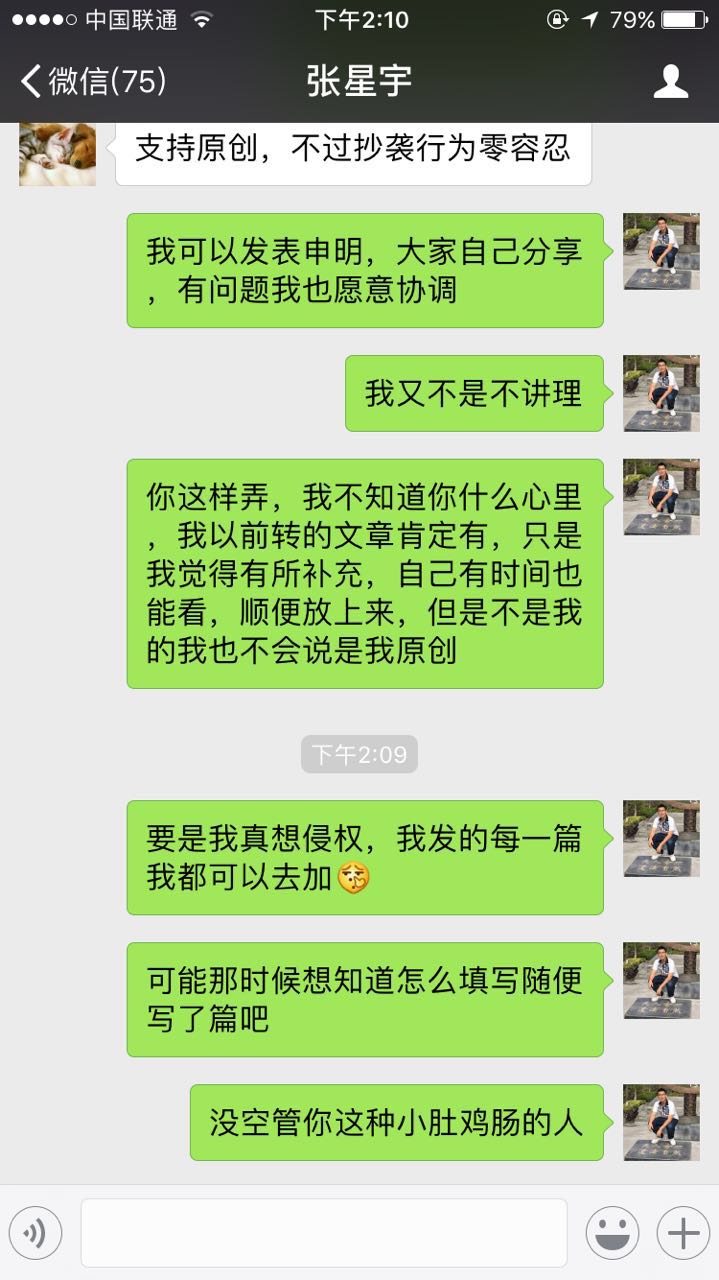 中国联通 下午2:10 79%
微信(75) 张星宇
支持原创，不过抄袭行为零容忍
我可以发表申明，大家自己分享
，有问题我也愿意协调
我又不是不讲理
你这样弄，我不知道你什么心里
，我以前转的文章肯定有，只是
我觉得有所补充，自己有时间也
能看，顺便放上来，但是不是我
的我也不会说是我原创
下午2:09
要是我真想侵权，我发的每一篇
我都可以去加
可能那时候想知道怎么填写随便
写了篇吧
没空管你这种小肚鸡肠的人